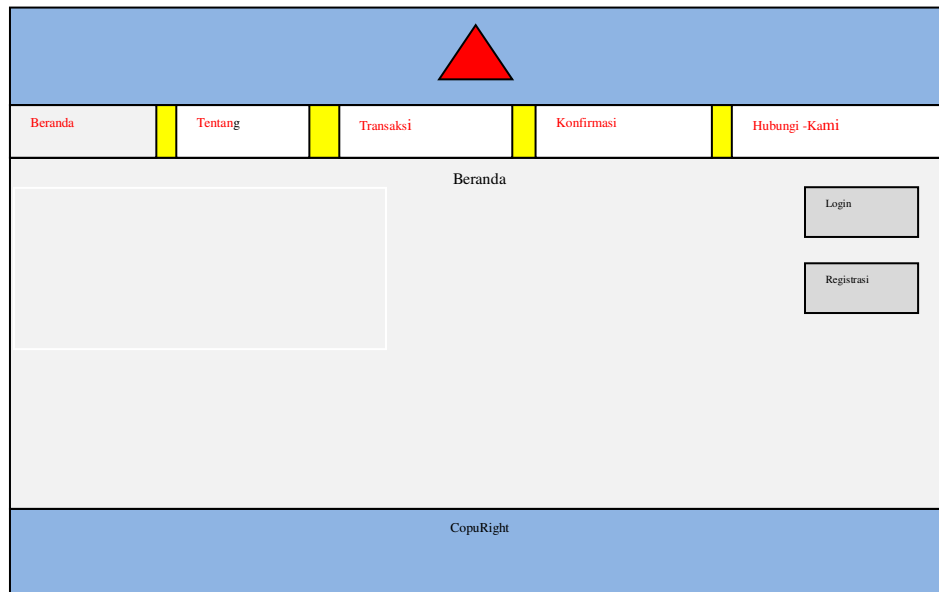 Beranda
Tentang
Transaksi
Konfirmasi
Hubungi -Kami
Beranda
Login
Registrasi
CopuRight